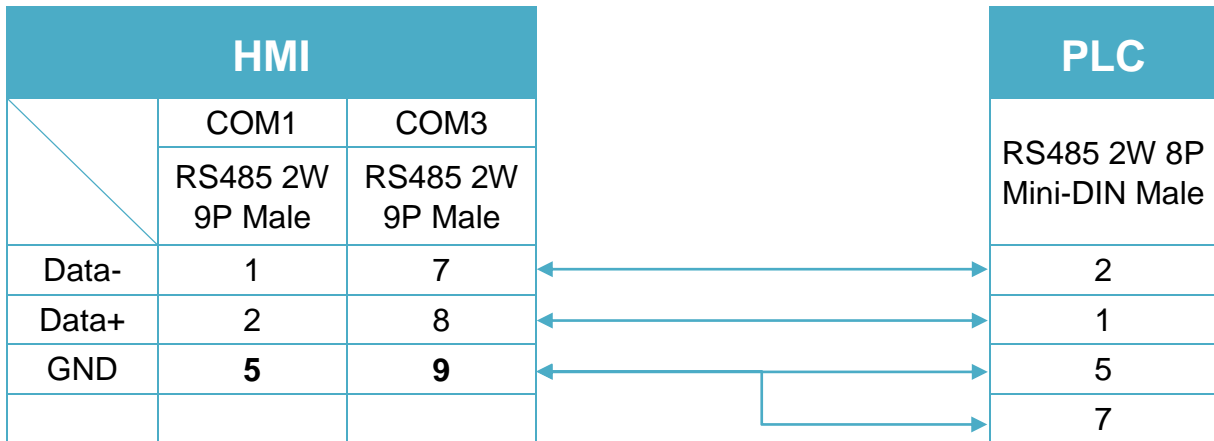 HMI PLC
COM1 COM3
RS485 2W RS485 2W RS485 2W 8P
9P Male 9P Male Mini-DIN Male
Data- 1 7 2
Data+ 2 8 1
GND 5 9 5
7